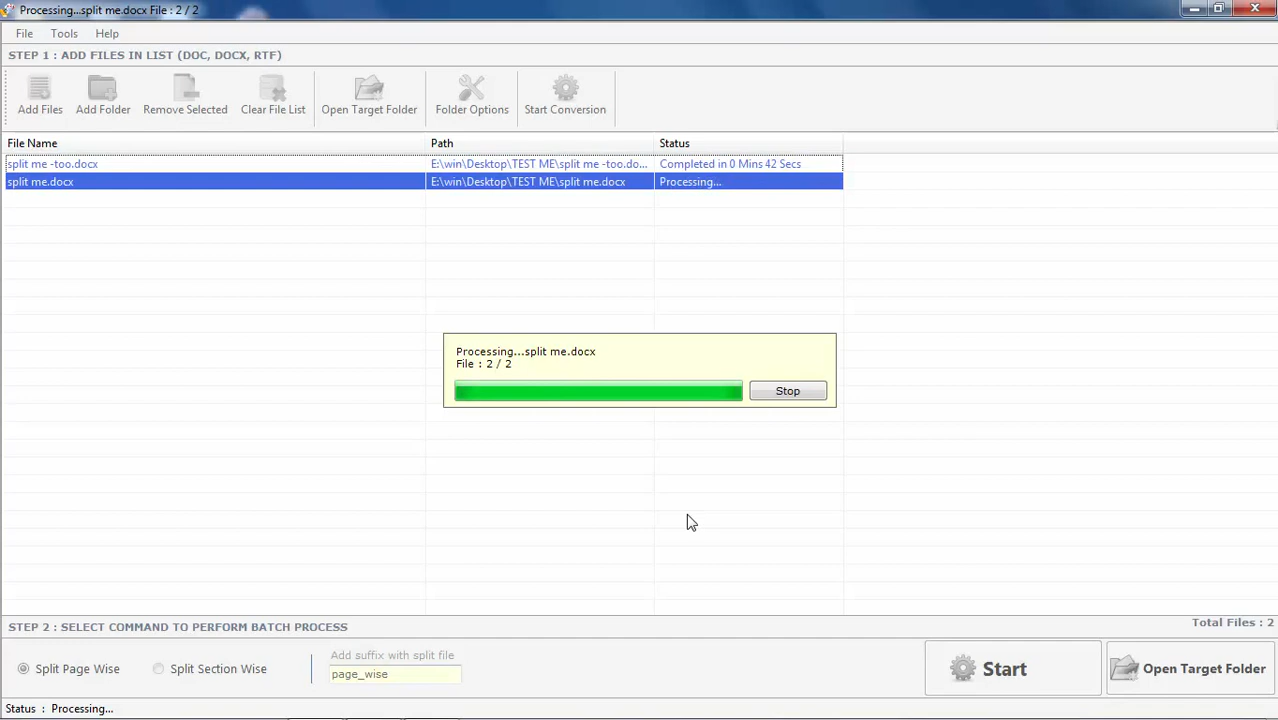 Processing...split me.docx File : 2 / 2
File Tools Help
STEP 1 : ADD FILES IN LIST (DOC, DOCX, RTF)
Add Files Add Folder Remove Selected Clear File List Open Target Folder Folder Options Start Conversion
File Name Path Status
split me -too.docx E:\win\Desktop\TEST ME\split me -too.do... Completed in 0 Mins 42 Secs
split me.docx E:\win\Desktop\TEST ME\split me.docx Processing...
Processing...split me.docx
File : 2 / 2
Stop
STEP 2 : SELECT COMMAND TO PERFORM BATCH PROCESS Total Files : 2
Add suffix with split file
Split Page Wise Split Section Wise page_wise Start Open Target Folder
Status : Processing...